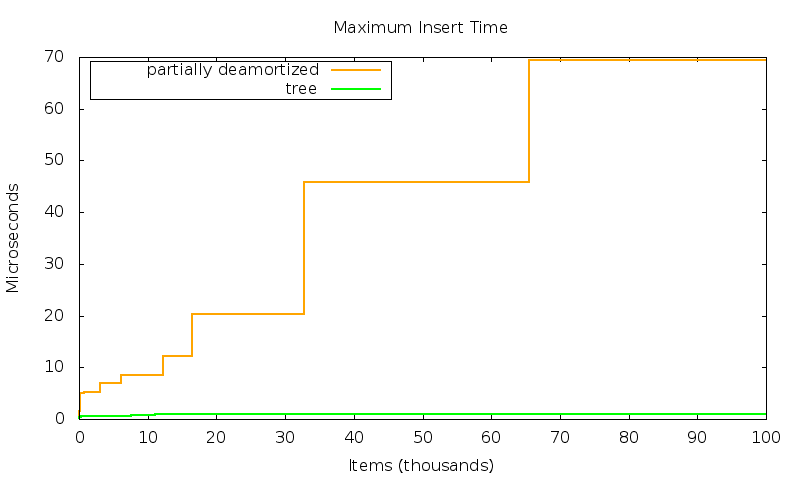 Maximum Insert Time
70
partially deamortized
tree
60
50
40
30
20
10
0
Microseconds
0 10 20 30 40 50 60 70 80 90 100
Items (thousands)